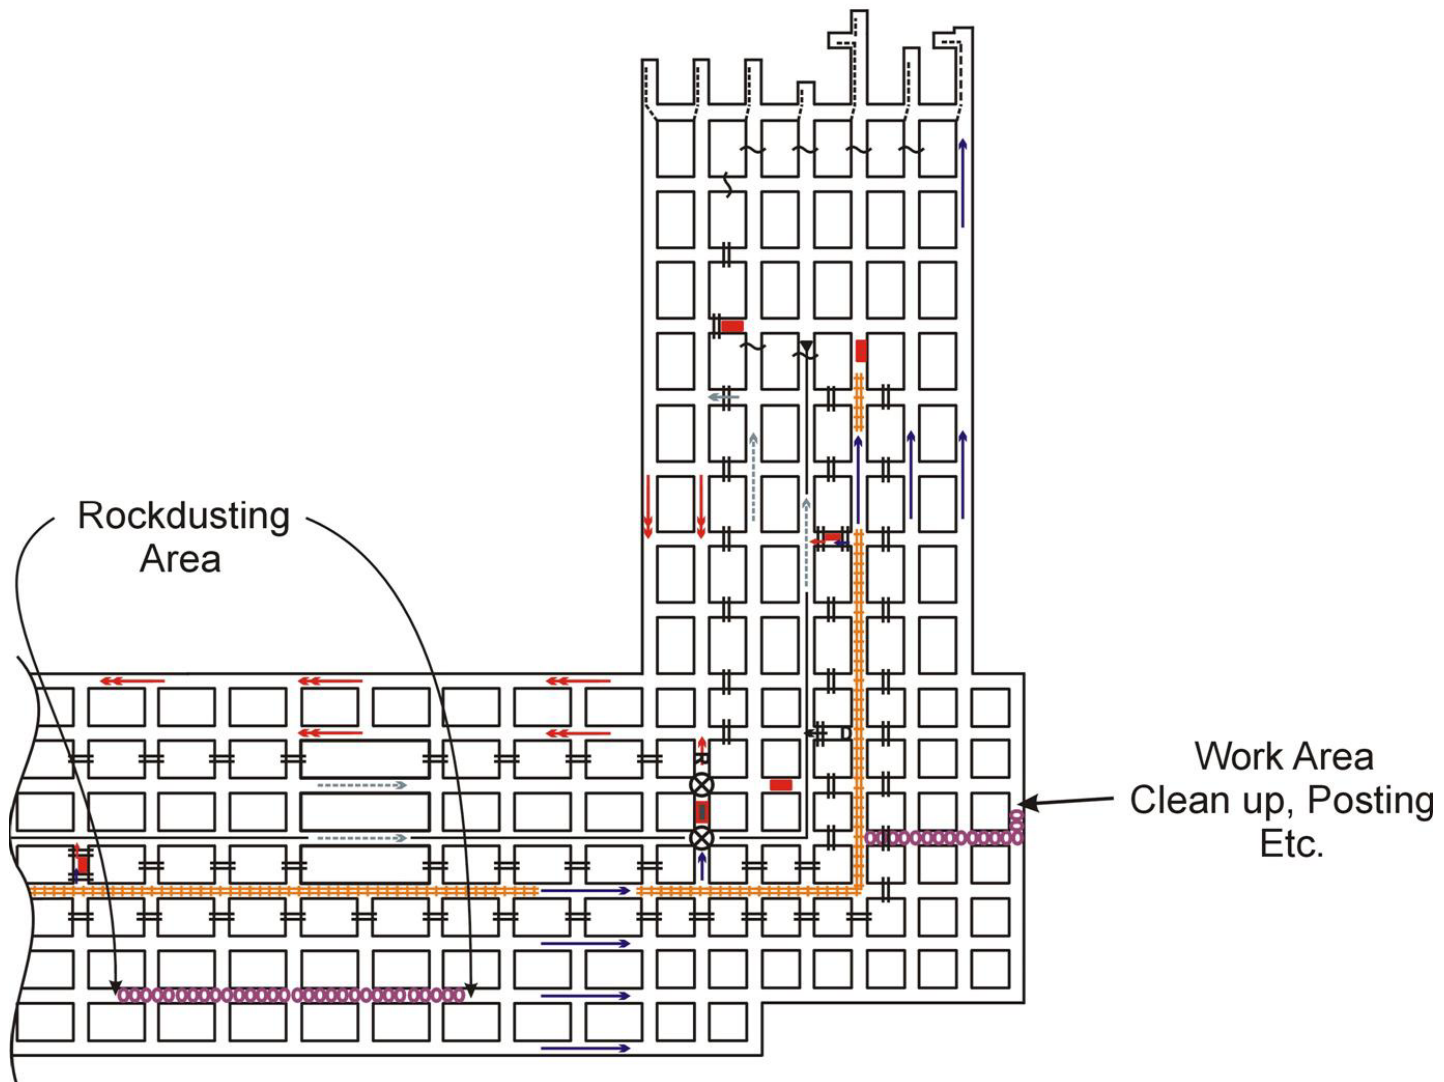 Rockdusting
Area
D
Work Area
Clean up, Posting
Etc.